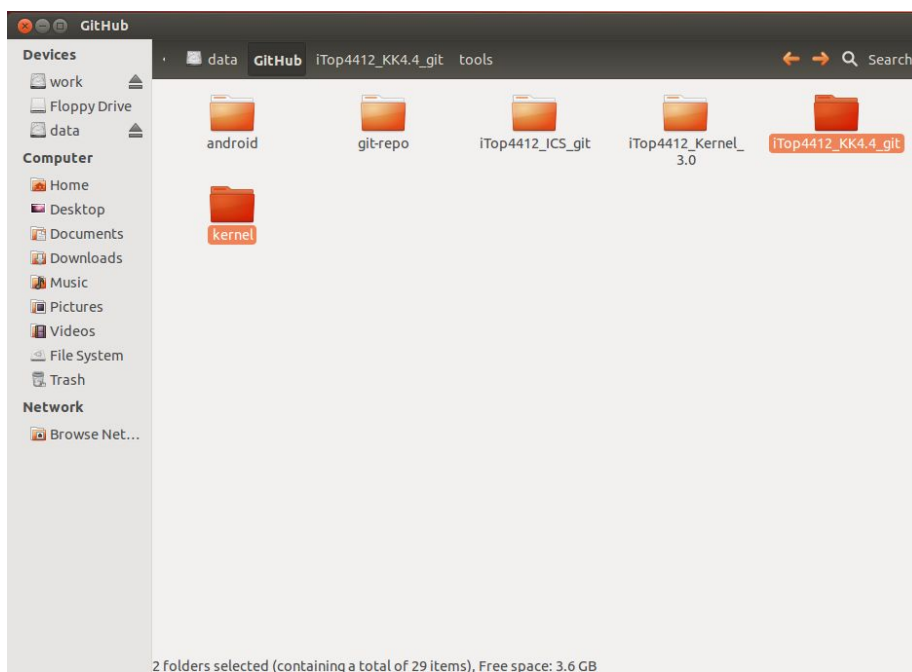 GitHub
Devices
work
Floppy Drive
data
Computer
Home
Desktop
Documents
Downloads
Music
Pictures
Videos
File System
Trash
Network
Browse Net...
data GitHub iTop4412_KK4.4_git tools Search
android git-repo iTop4412_ICS_git iTop4412_Kernel_ iTop4412_KK4.4_git
3.0
kernel
2 folders selected (containing a total of 29 items), Free space: 3.6 GB